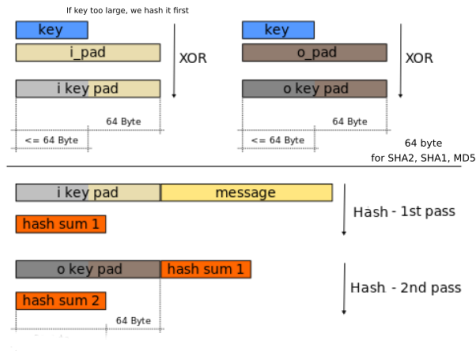 If key too large, we hash it first
key
i_pad
i key pad
XOR
64 Byte
<= 64 Byte
key
o_pad
o key pad
XOR
64 Byte
<= 64 Byte
64 byte
for SHA2, SHA1, MD5
i key pad
message
hash sum 1
Hash - 1st pass
o key pad
hash sum 1
hash sum 2
Hash - 2nd pass
64 Byte